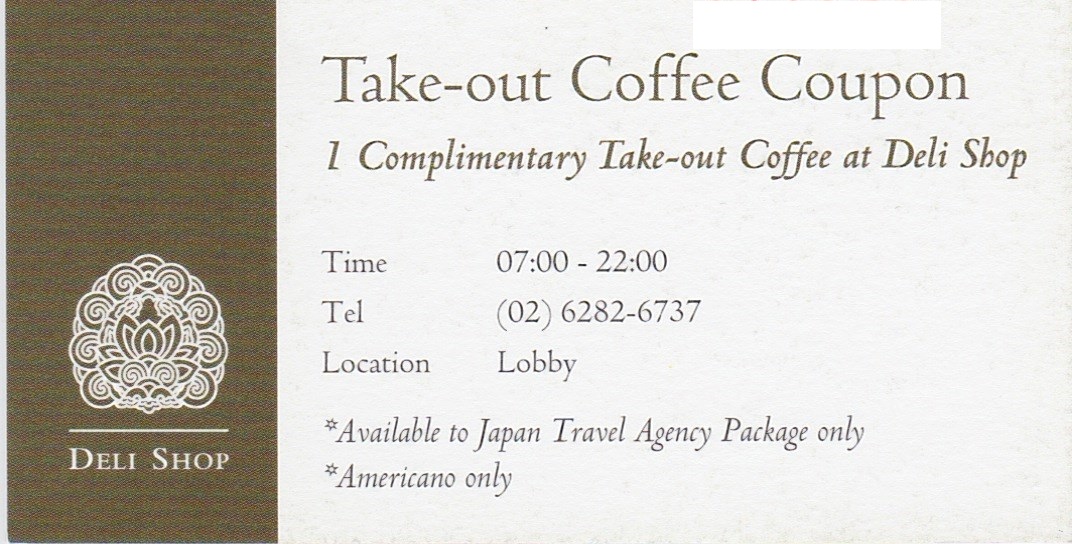 Take-out Coffee Coupon
1 Complimentary Take-out Coffee at Deli Shop
Time 07:00 - 22:00
Tel (02) 6282-6737
Location Lobby
*Available to Japan Travel Agency Package only
*Americano only
DELI SHOP